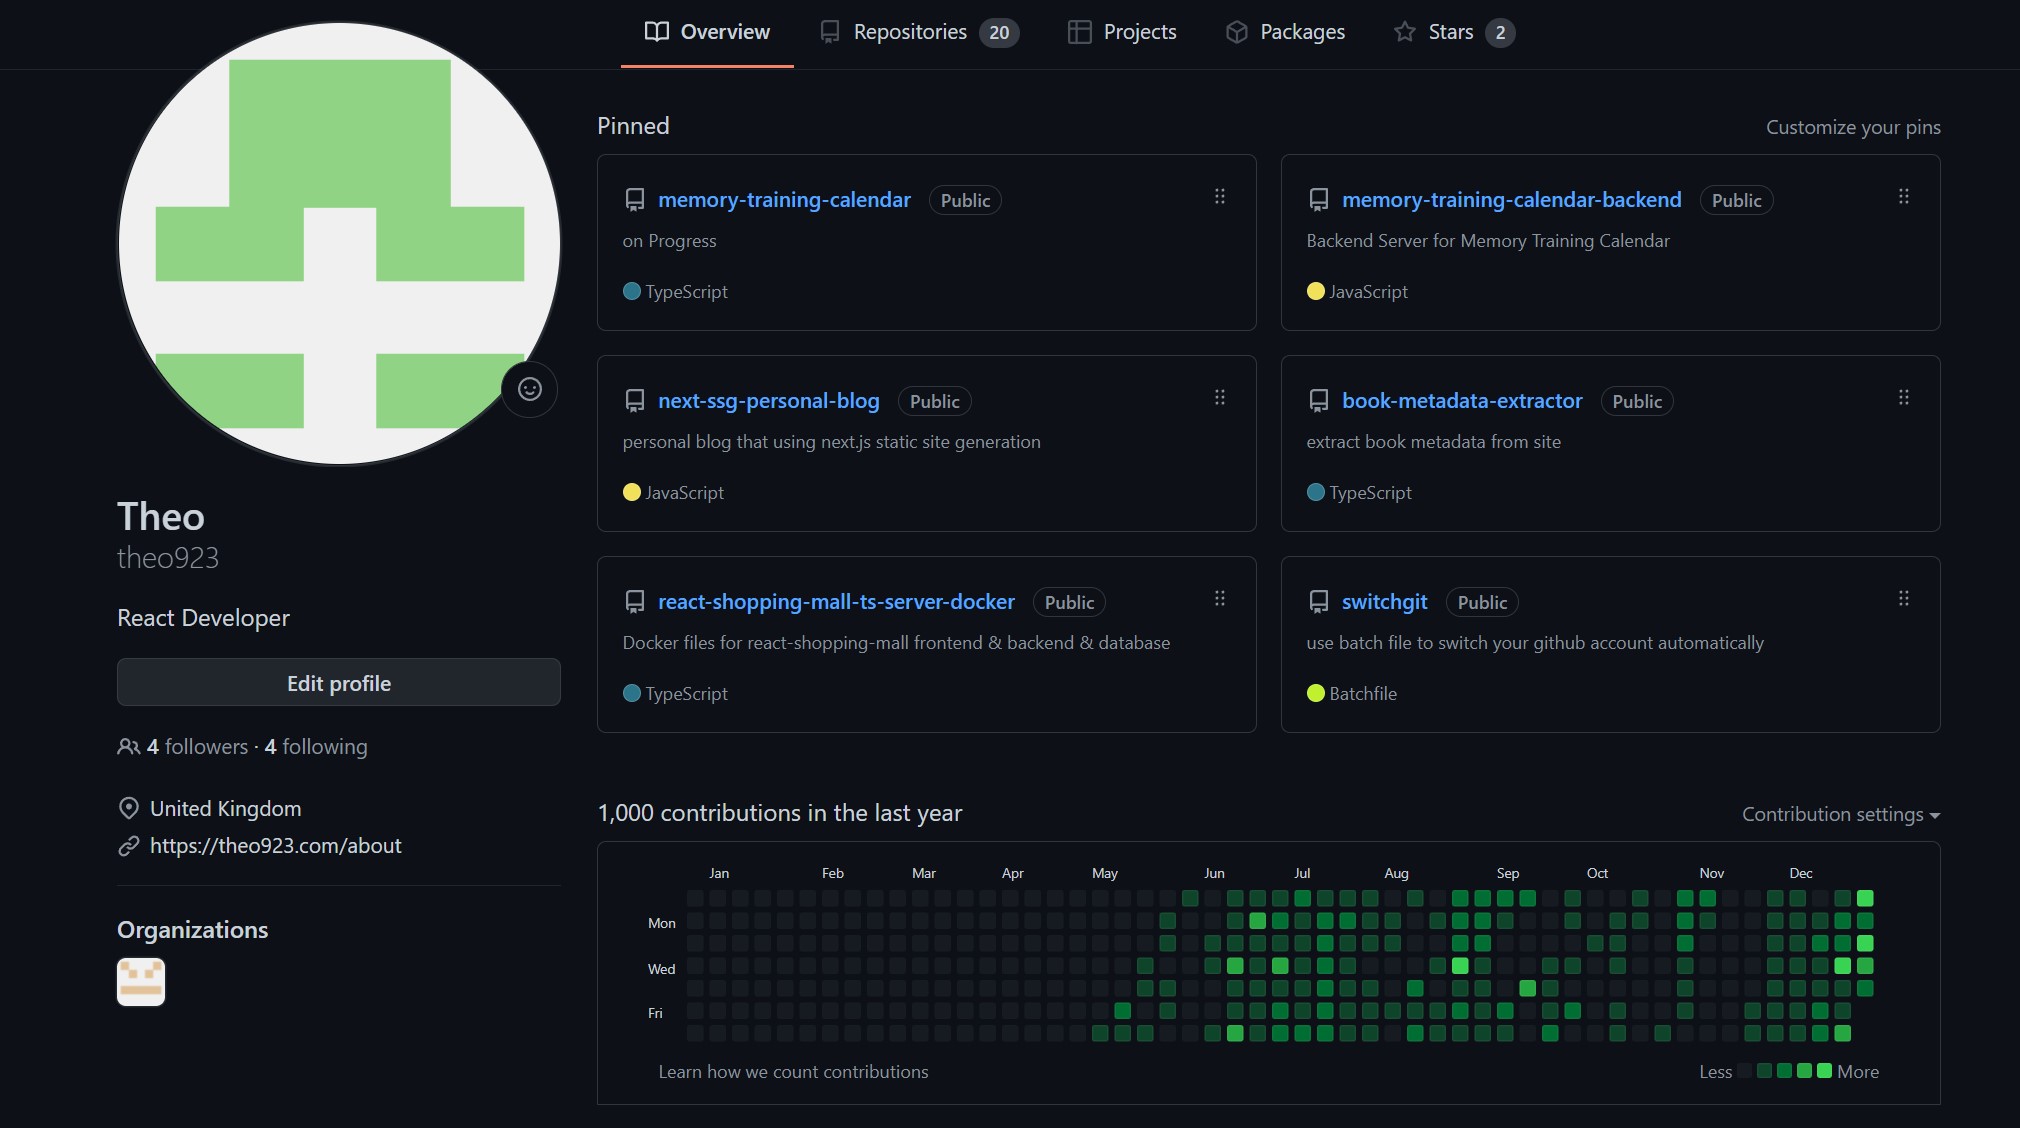 Overview Repositories 20 Projects Packages Stars 2
Theo
theo923
React Developer
Edit profile
4 followers · 4 following
United Kingdom
https://theo923.com/about
Organizations
Pinned
Customize your pins
memory-training-calendar Public
on Progress
TypeScript
memory-training-calendar-backend Public
Backend Server for Memory Training Calendar
JavaScript
next-ssg-personal-blog Public
personal blog that using next.js static site generation
JavaScript
book-metadata-extractor Public
extract book metadata from site
TypeScript
react-shopping-mall-ts-server-docker Public
Docker files for react-shopping-mall frontend & backend & database
TypeScript
switchgit Public
use batch file to switch your github account automatically
Batchfile
1,000 contributions in the last year
Contribution settings
Jan Feb Mar Apr May Jun Jul Aug Sep Oct Nov Dec
Mon
Wed
Fri
Learn how we count contributions
Less More